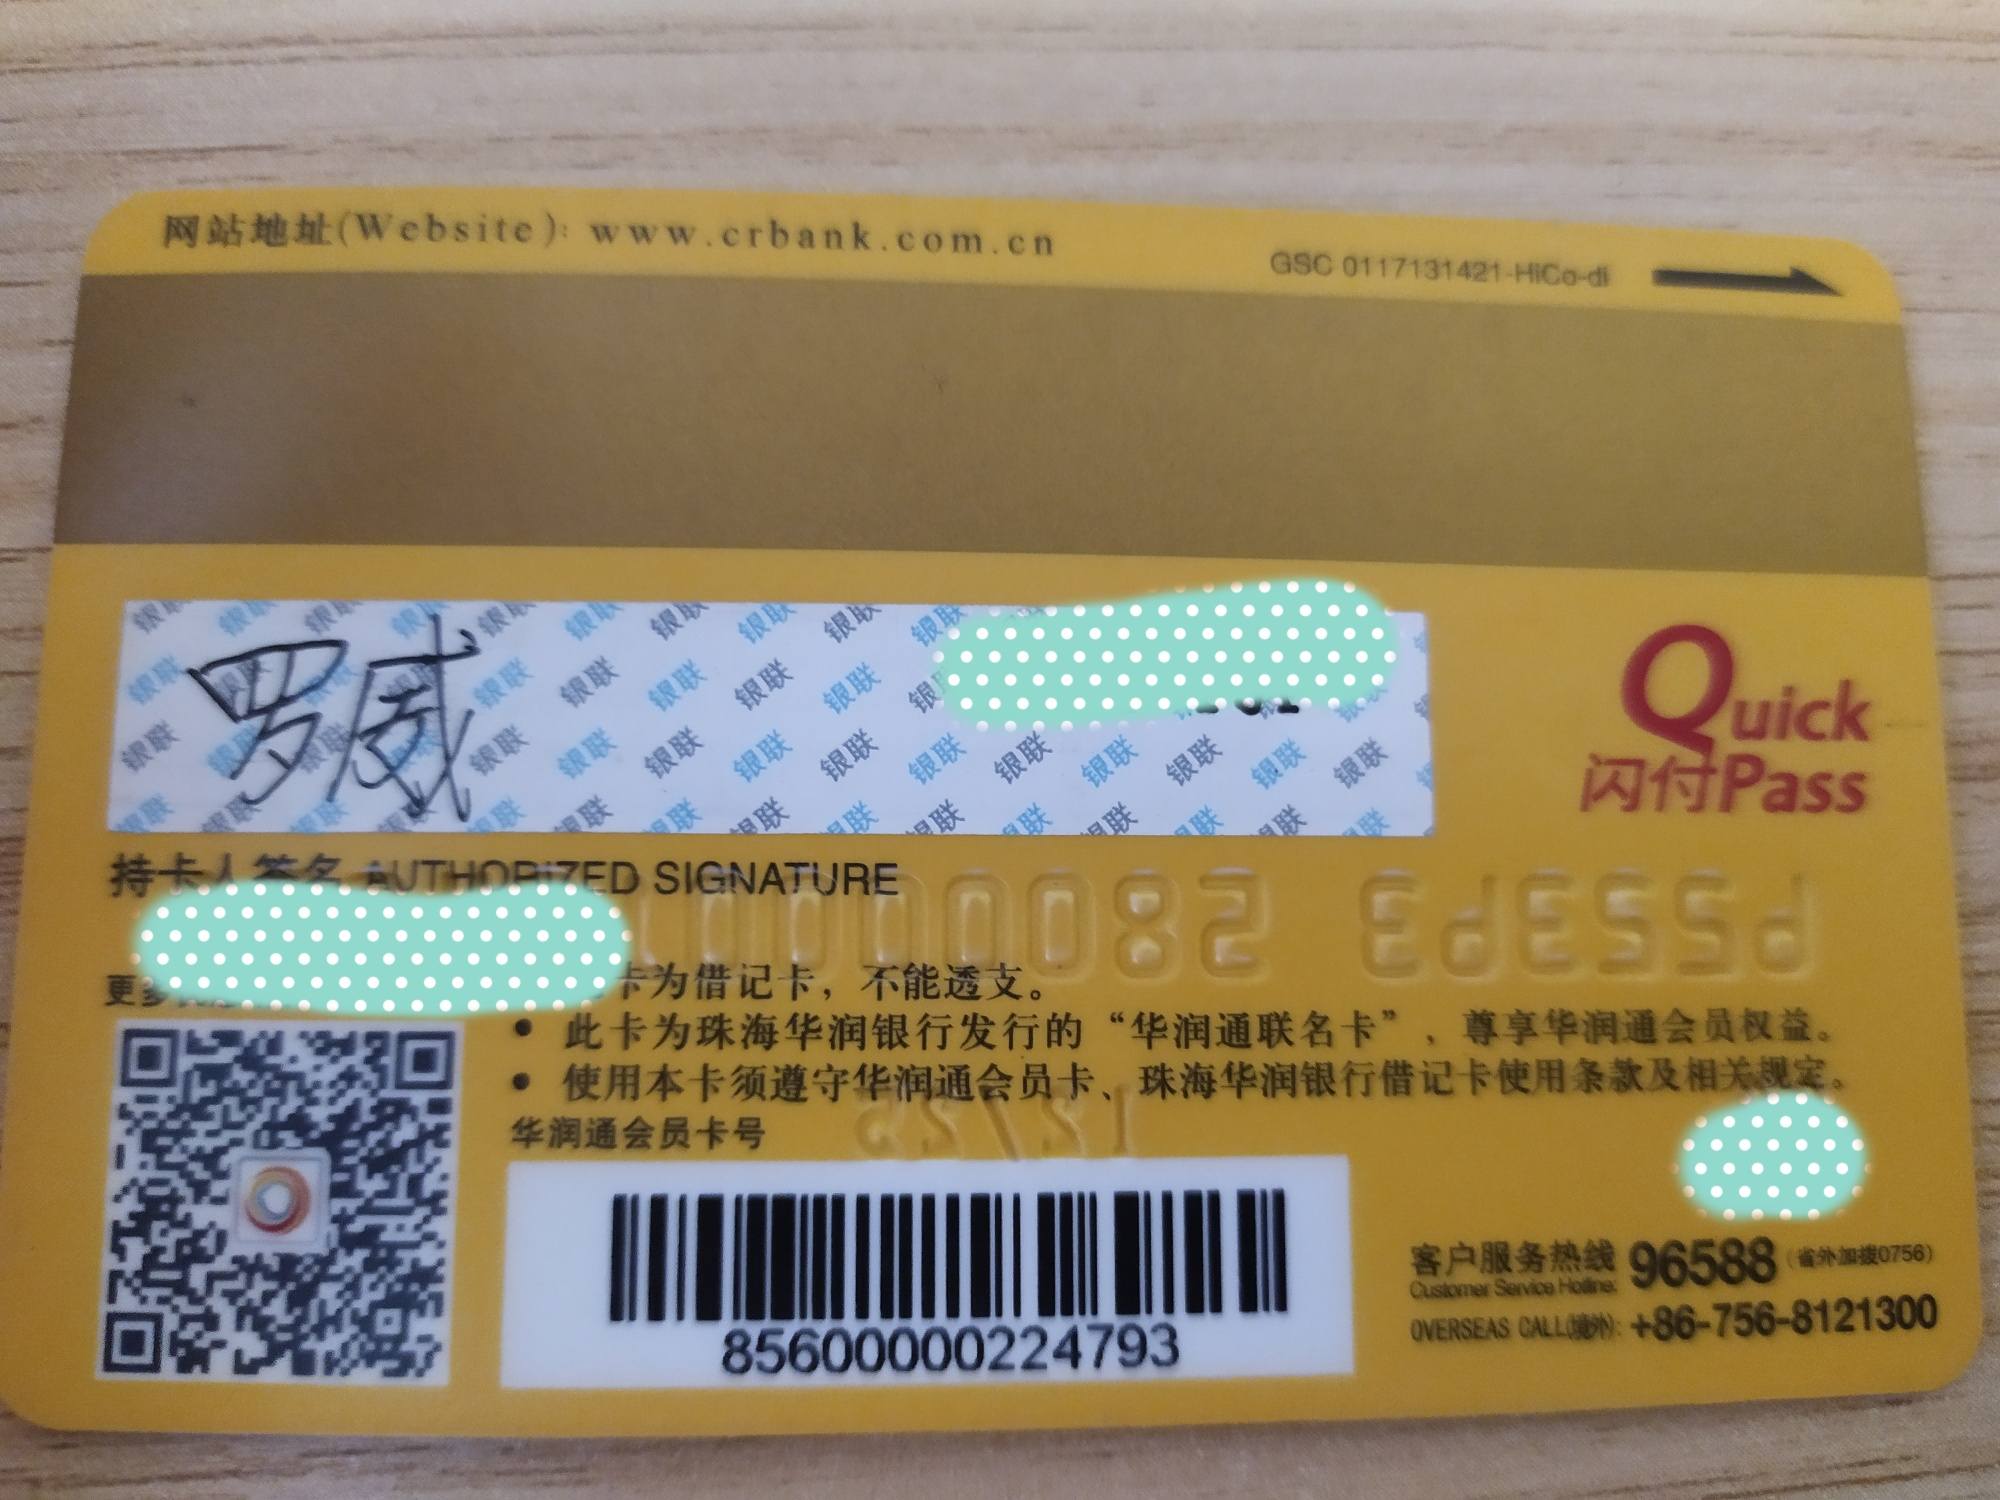 网站地址(Website): www.crbank.com.cn
GSC 0117131421-HiCo-di
罗威
Quick
闪付Pass
持卡人签名 AUTHORIZED SIGNATURE
卡为借记卡，不能透支。
• 此卡为珠海华润银行发行的“华润通联名卡”，尊享华润通会员权益。
• 使用本卡须遵守华润通会员卡、珠海华润银行借记卡使用条款及相关规定。
华润通会员卡号
85600000224793
客户服务热线 96588 (省外加拨0756)
Customer Service Hotline:
OVERSEAS CALL(境外): +86-756-8121300